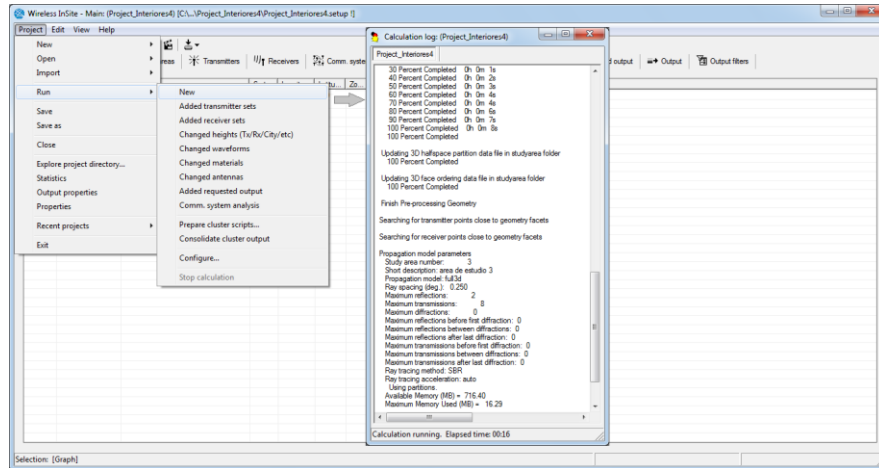 Wireless InSite - Main: (Project_Interiores4) [C:\...\Project_Interiores4\Project_Interiores4.setup !]
Project Edit View Help
Transmitters Receivers Comm. syste
output Output Output filters
New
Open
Import
Run
Save
Save as
Close
Explore project directory...
Statistics
Output properties
Properties
Recent projects
Exit
New
Added transmitter sets
Added receiver sets
Changed heights (Tx/Rx/City/etc)
Changed waveforms
Changed materials
Changed antennas
Added requested output
Comm. system analysis
Prepare cluster scripts...
Consolidate cluster output
Configure...
Stop calculation
Calculation log: (Project_Interiores4)
Project_Interiores4
30 Percent Completed 0h 0m 1s
40 Percent Completed 0h 0m 2s
50 Percent Completed 0h 0m 3s
60 Percent Completed 0h 0m 4s
70 Percent Completed 0h 0m 4s
80 Percent Completed 0h 0m 6s
90 Percent Completed 0h 0m 7s
100 Percent Completed 0h 0m 8s
100 Percent Completed
Updating 3D halfspace partition data file in studyarea folder
100 Percent Completed
Updating 3D face ordering data file in studyarea folder
100 Percent Completed
Finish Pre-processing Geometry
Searching for transmitter points close to geometry facets
Searching for receiver points close to geometry facets
Propagation model parameters
Study area number: 3
Short description: area de estudio 3
Propagation model: full3d
Ray spacing (deg.): 0.250
Maximum reflections: 2
Maximum transmissions: 8
Maximum diffractions: 0
Maximum reflections before first diffraction: 0
Maximum reflections between diffractions: 0
Maximum reflections after last diffraction: 0
Maximum transmissions before first diffraction: 0
Maximum transmissions between diffractions: 0
Maximum transmissions after last diffraction: 0
Ray tracing method: SBR
Ray tracing acceleration: auto
Using partitions.
Available Memory (MB) = 716.40
Maximum Memory Used (MB) = 16.29
Calculation running. Elapsed time: 00:16
Selection: [Graph]